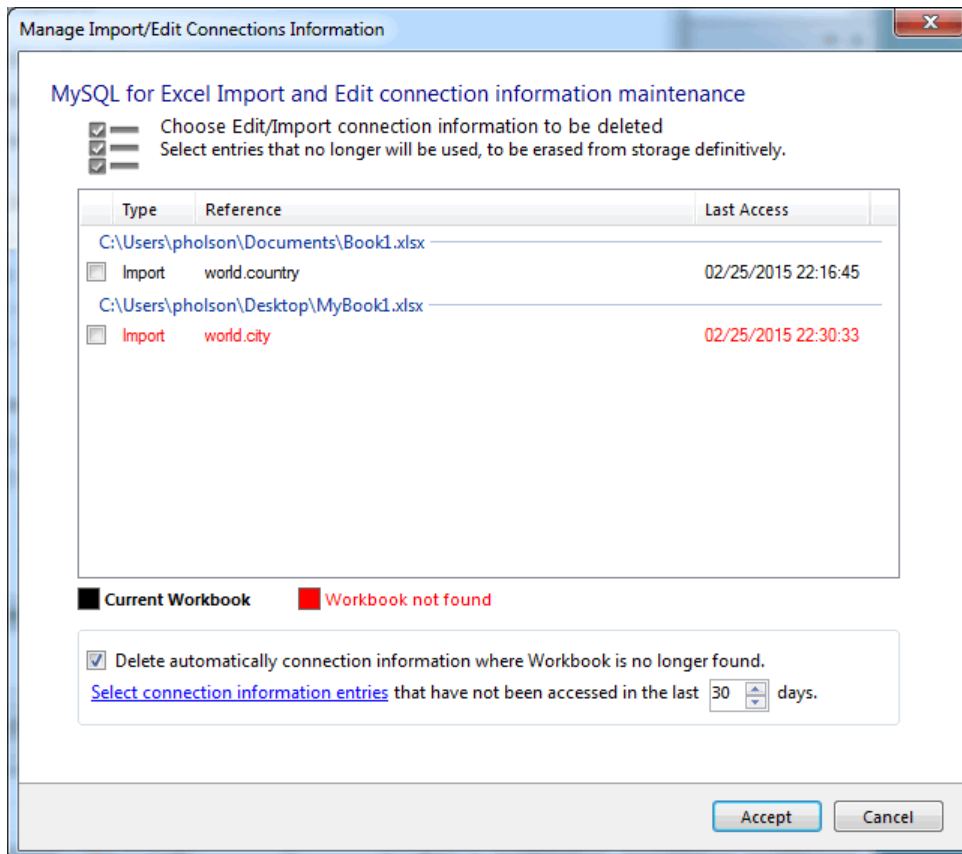 Manage Import/Edit Connections Information
MySQL for Excel Import and Edit connection information maintenance
Choose Edit/Import connection information to be deleted
Select entries that no longer will be used, to be erased from storage definitively.
Type Reference Last Access
C:\Users\pholson\Documents\Book1.xlsx
Import world.country 02/25/2015 22:16:45
C:\Users\pholson\Desktop\MyBook1.xlsx
Import world.city 02/25/2015 22:30:33
Current Workbook Workbook not found
Delete automatically connection information where Workbook is no longer found.
Select connection information entries that have not been accessed in the last 30 days.
Accept Cancel